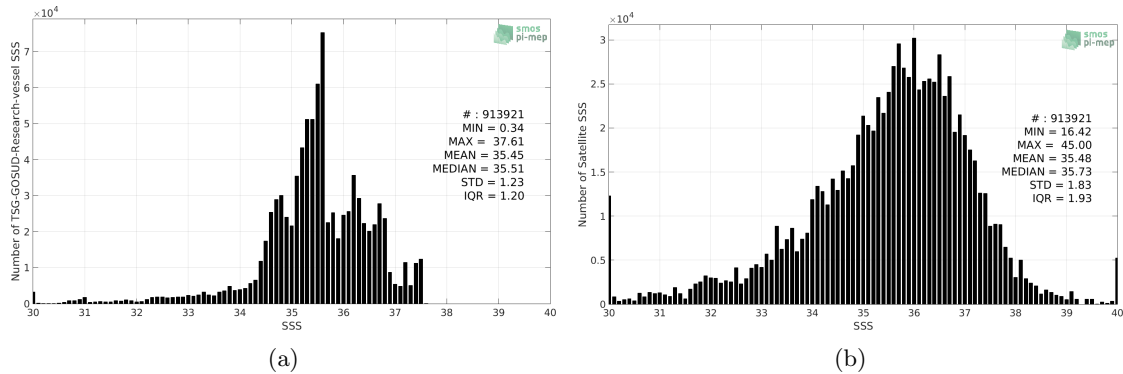 ×10⁴
8
7
6
5
4
3
2
1
0
Number of TSG-GOSUD-Research-vessel SSS
30 31 32 33 34 35 36 37 38 39 40
SSS
smos
pi-mep
# : 913921
MIN = 0.34
MAX = 37.61
MEAN = 35.45
MEDIAN = 35.51
STD = 1.23
IQR = 1.20
(a)
×10⁴
3
2.5
2
1.5
1
0.5
0
Number of Satellite SSS
30 31 32 33 34 35 36 37 38 39 40
SSS
smos
pi-mep
# : 913921
MIN = 16.42
MAX = 45.00
MEAN = 35.48
MEDIAN = 35.73
STD = 1.83
IQR = 1.93
(b)